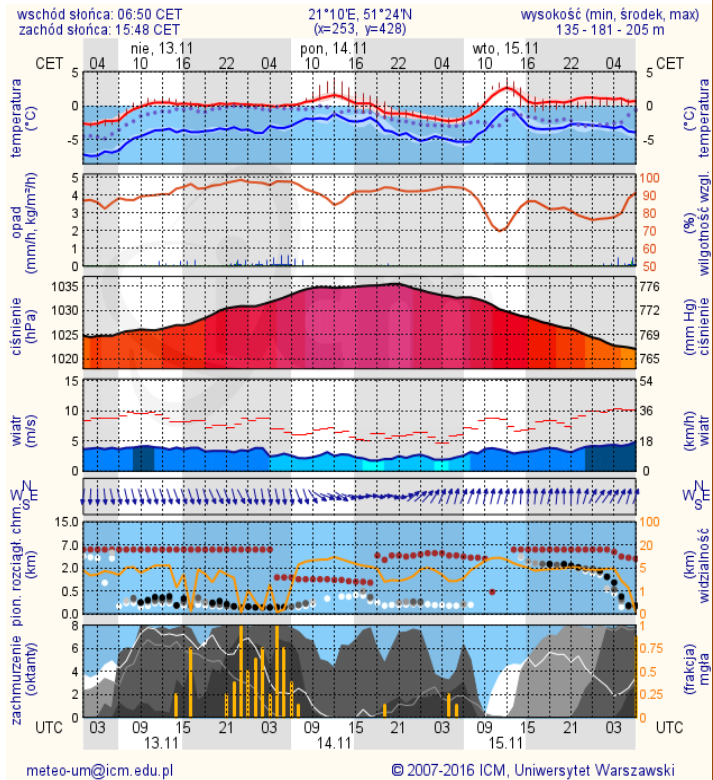 wschód słońca: 06:50 CET 21°10'E, 51°24'N wysokość (min, środek, max)
zachód słońca: 15:48 CET (x=253, y=428) 135 - 181 - 205 m
nie, 13.11 pon, 14.11 wto, 15.11
CET 04 10 16 22 04 10 16 22 04 10 16 22 04 CET
temperatura
(°C)
5
0
-5
5
0
-5
(°C)
temperatura
opad
(mm/h, kg/m²/h)
5
4
3
2
1
0
100
90
80
70
60
50
(%)
wilgotność wzgl.
ciśnienie
(hPa)
1035
1030
1025
1020
776
772
769
765
(mm Hg)
ciśnienie
wiatr
(m/s)
15
10
5
0
54
36
18
0
(km/h)
wiatr
N
W E
S
N
W E
S
pion. rozciągł. chm.
(km)
15.0
7.0
2.0
0.5
0.0
100
20
5
1
0
(km)
widzialność
zachmurzenie
(oktanty)
8
6
4
2
0
1
0.75
0.5
0.25
0
(frakcja)
mgła
UTC 03 09 15 21 03 09 15 21 03 09 15 21 03 UTC
13.11 14.11 15.11
meteo-um@icm.edu.pl © 2007-2016 ICM, Uniwersytet Warszawski